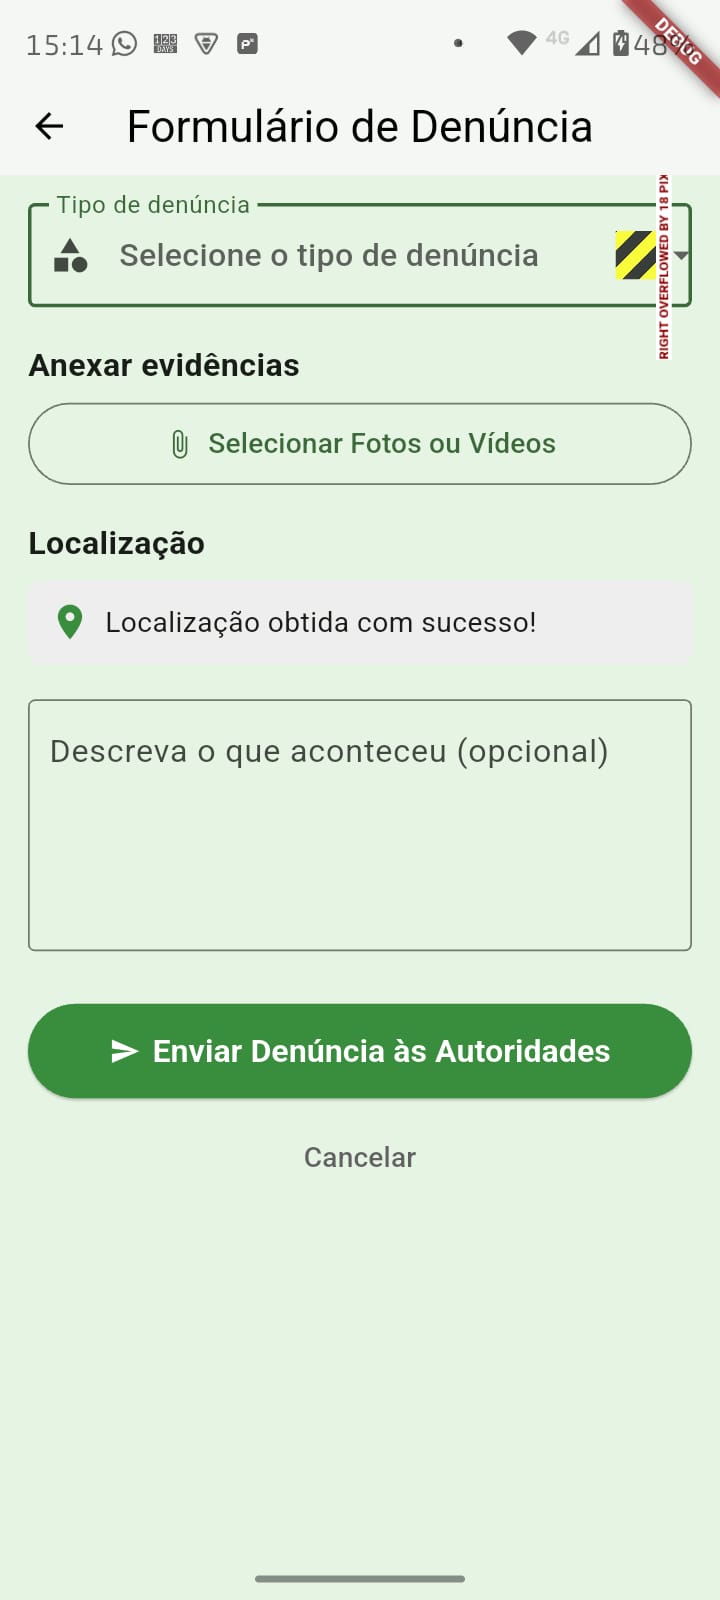 15:14
4G
48%
DEBUG
Formulário de Denúncia
Tipo de denúncia
Selecione o tipo de denúncia
RIGHT OVERFLOWED BY 18 PIX
Anexar evidências
Selecionar Fotos ou Vídeos
Localização
Localização obtida com sucesso!
Descreva o que aconteceu (opcional)
Enviar Denúncia às Autoridades
Cancelar